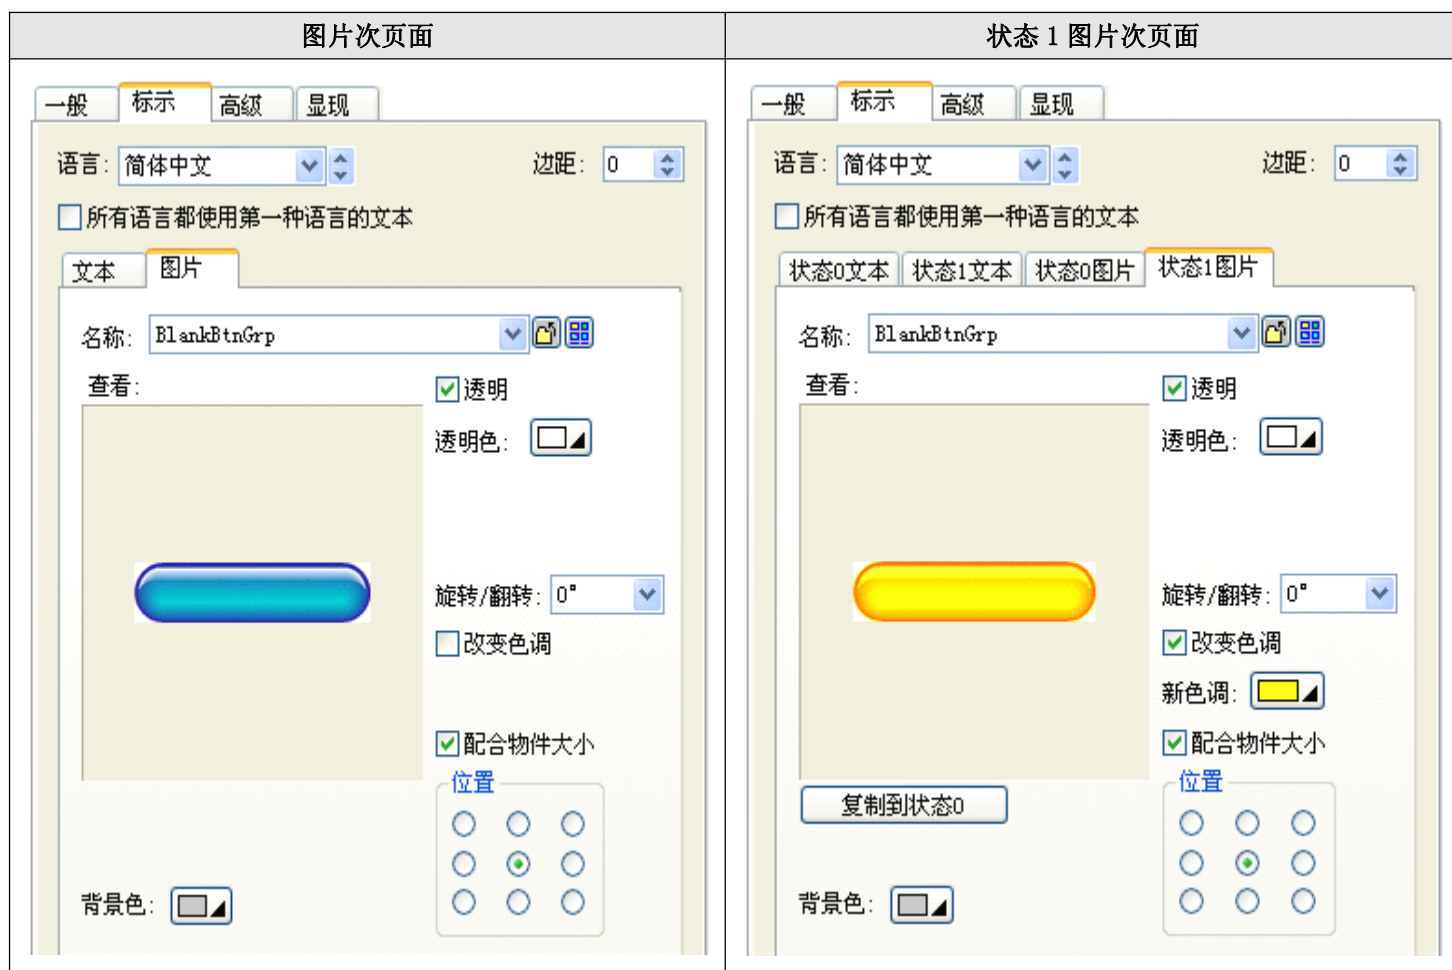 图片次页面
一般 标示 高级 显现
语言: 简体中文 边距: 0
所有语言都使用第一种语言的文本
文本 图片
名称: BlankBtnGrp
查看:
透明
透明色:
旋转/翻转: 0°
改变色调
配合物件大小
位置
背景色:
状态 1 图片次页面
一般 标示 高级 显现
语言: 简体中文 边距: 0
所有语言都使用第一种语言的文本
状态0文本 状态1文本 状态0图片 状态1图片
名称: BlankBtnGrp
查看:
透明
透明色:
旋转/翻转: 0°
改变色调
新色调:
配合物件大小
位置
复制到状态0
背景色: